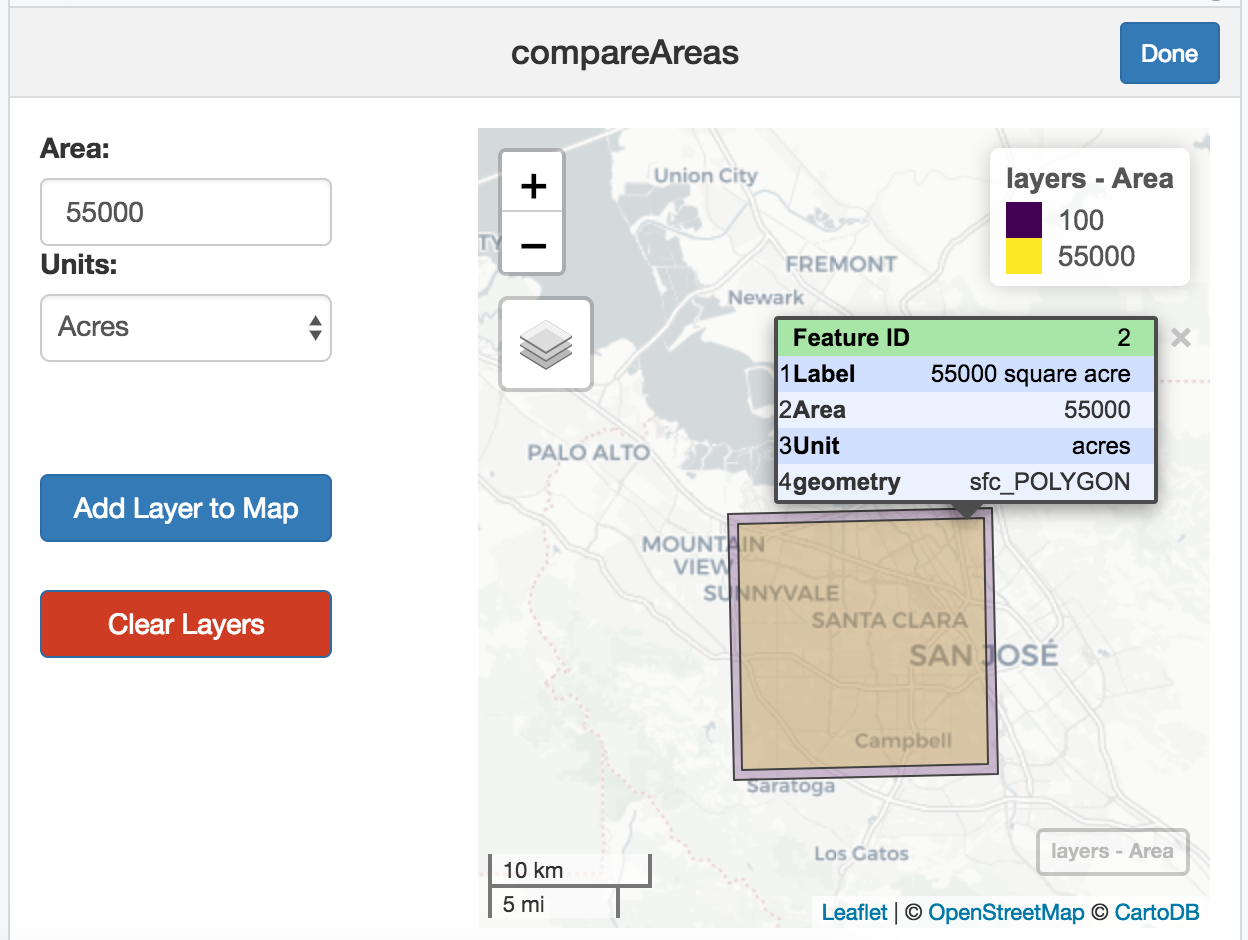 compareAreas
Done
Area:
55000
Units:
Acres
Add Layer to Map
Clear Layers
+
−
Union City
TY
FREMONT
Newark
PALO ALTO
MOUNTAIN
VIEW
SUNNYVALE
SANTA CLARA
SAN JOSÉ
Campbell
Saratoga
Los Gatos
layers - Area
100
55000
Feature ID 2
1 Label 55000 square acre
2 Area 55000
3 Unit acres
4 geometry sfc_POLYGON
×
layers - Area
10 km
5 mi
Leaflet | © OpenStreetMap © CartoDB